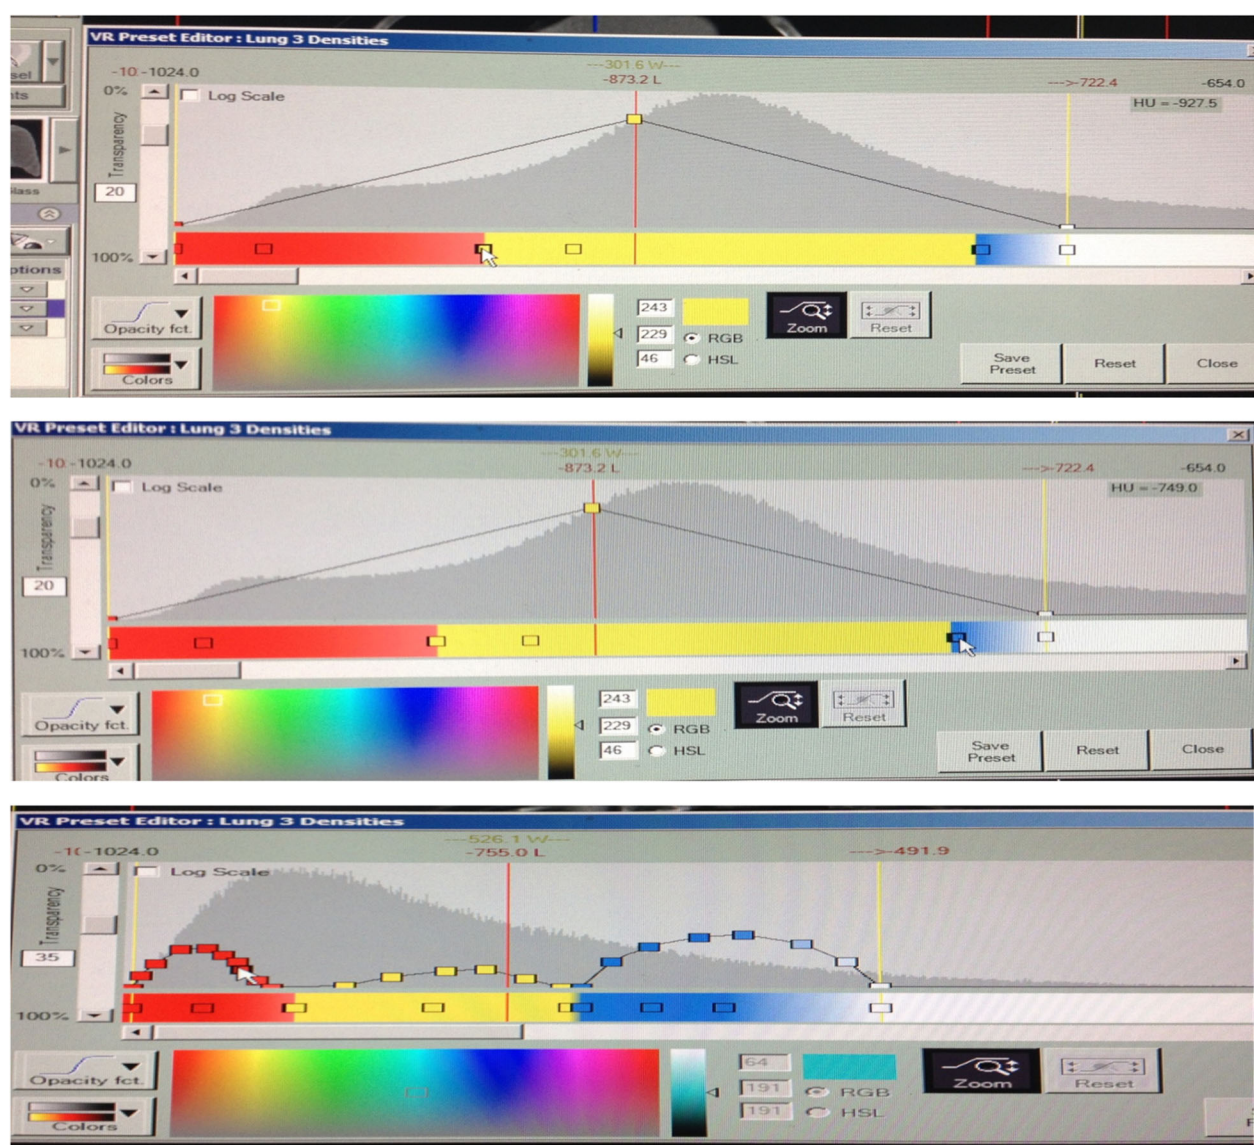 VR Preset Editor : Lung 3 Densities
---301.6 W---
-10 -1024.0
-873.2 L
--->-722.4
-654.0
0%
Log Scale
HU = -927.5
Transparency
20
100%
Opacity fct.
Colors
243
229
46
RGB
HSL
Zoom
Reset
Save
Preset
Reset
Close
VR Preset Editor : Lung 3 Densities
---301.6 W---
-10 -1024.0
-873.2 L
--->-722.4
-654.0
0%
Log Scale
HU = -749.0
Transparency
20
100%
Opacity fct.
Colors
243
229
46
RGB
HSL
Zoom
Reset
Save
Preset
Reset
Close
VR Preset Editor : Lung 3 Densities
---526.1 W---
-1024.0
-755.0 L
--->-491.9
0%
Log Scale
Transparency
35
100%
Opacity fct.
Colors
64
191
191
RGB
HSL
Zoom
Reset